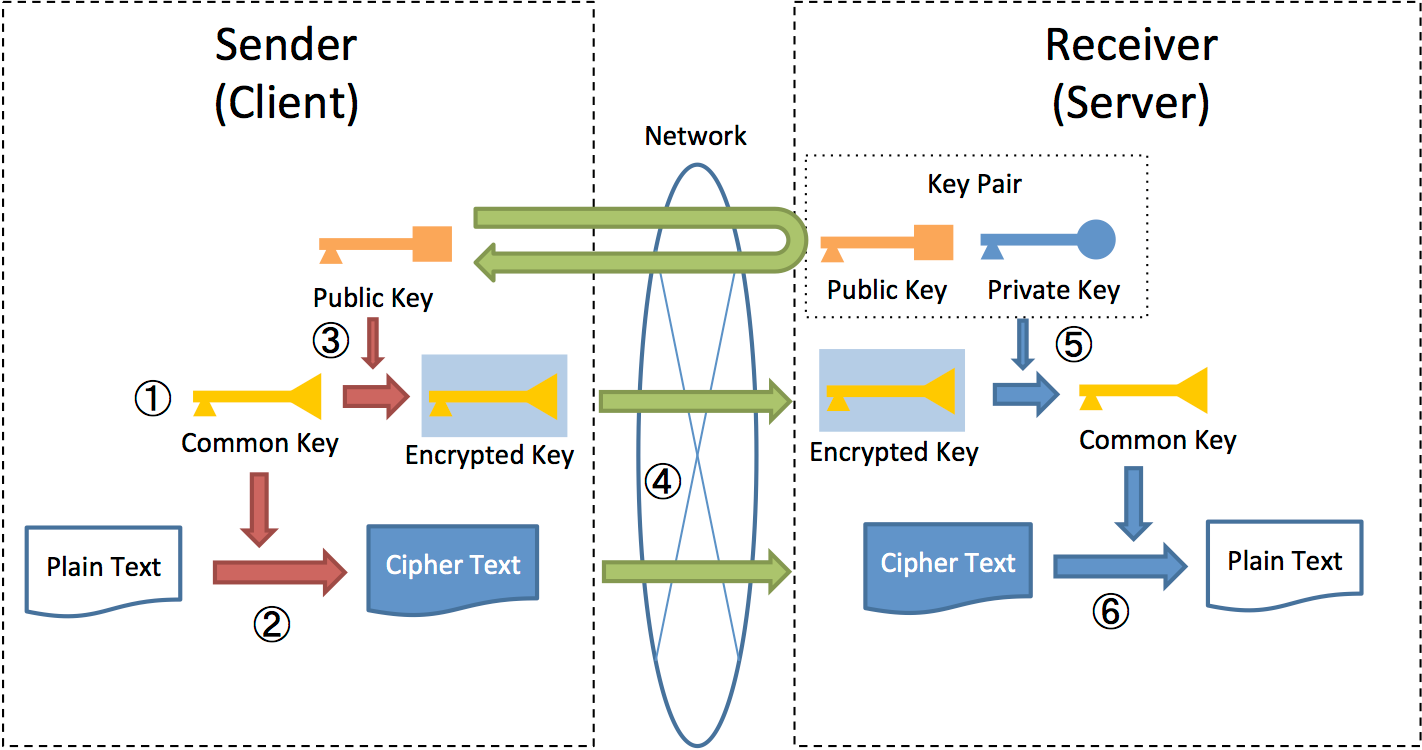 Sender
(Client)
Receiver
(Server)
Network
Key Pair
Public Key
Public Key
Private Key
③
⑤
①
Common Key
Encrypted Key
Encrypted Key
Common Key
④
Plain Text
Cipher Text
Cipher Text
Plain Text
②
⑥